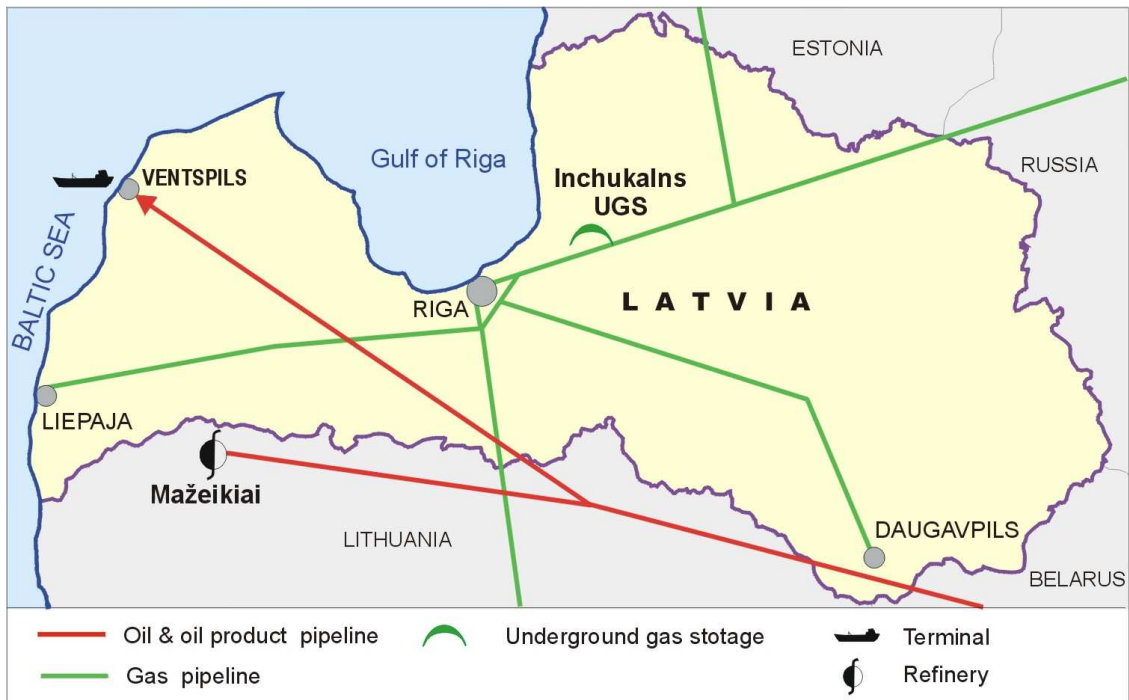 ESTONIA
Gulf of Riga
RUSSIA
VENTSPILS
Inchukalns
UGS
BALTIC SEA
RIGA
LATVIA
LIEPAJA
Mažeikiai
LITHUANIA
DAUGAVPILS
BELARUS
Oil & oil product pipeline
Underground gas stotage
Terminal
Gas pipeline
Refinery